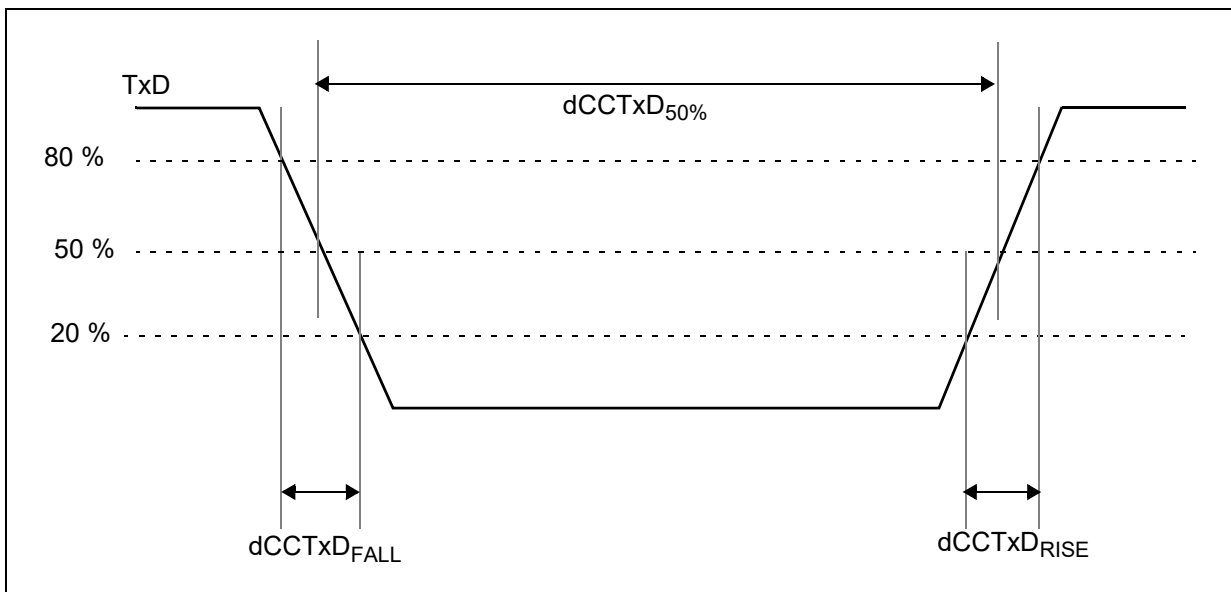 TxD
dCCTxD50%
80 %
50 %
20 %
dCCTxDFALL
dCCTxDRISE